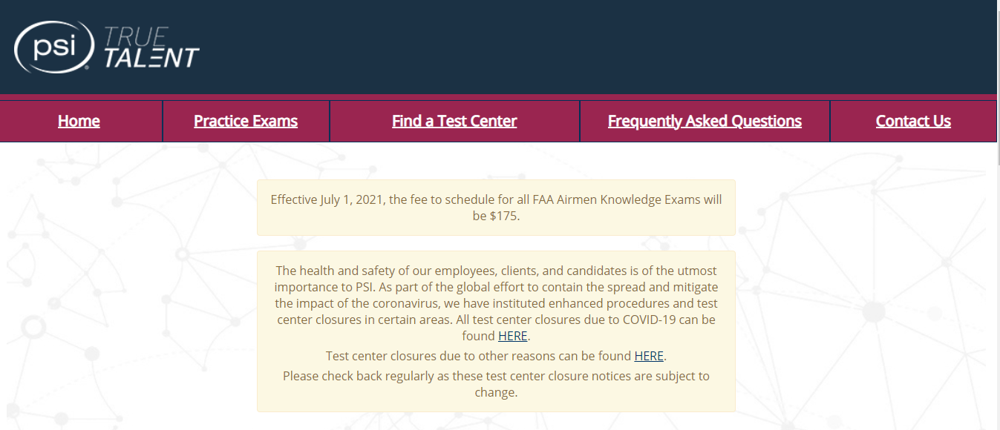 psi TRUE
TALENT
Home Practice Exams Find a Test Center Frequently Asked Questions Contact Us
Effective July 1, 2021, the fee to schedule for all FAA Airmen Knowledge Exams will
be $175.
The health and safety of our employees, clients, and candidates is of the utmost
importance to PSI. As part of the global effort to contain the spread and mitigate
the impact of the coronavirus, we have instituted enhanced procedures and test
center closures in certain areas. All test center closures due to COVID-19 can be
found HERE.
Test center closures due to other reasons can be found HERE.
Please check back regularly as these test center closure notices are subject to
change.